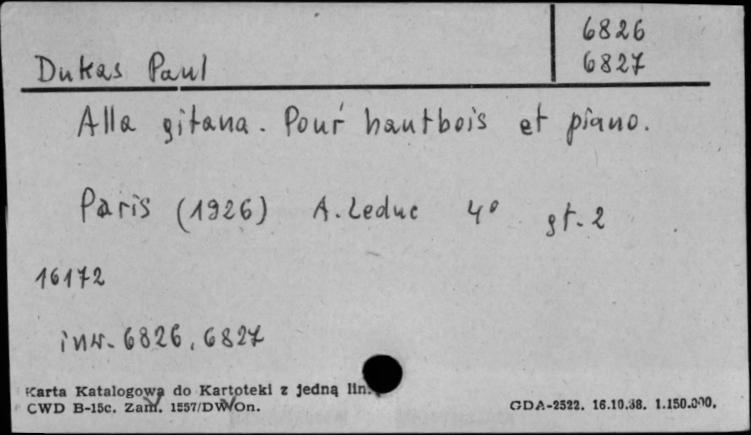 6826
6827
Dukas Paul
Alla gitana. Pour hautbois et piano.
Paris (1926) A. Leduc 4° gt. 2
16172
inw. 6826, 6827
Karta Katalogowa do Kartoteki z jedną lin.
CWD B-15c. Zam. 1557/DWOn. GDA-2522. 16.10.38. 1.150.000.